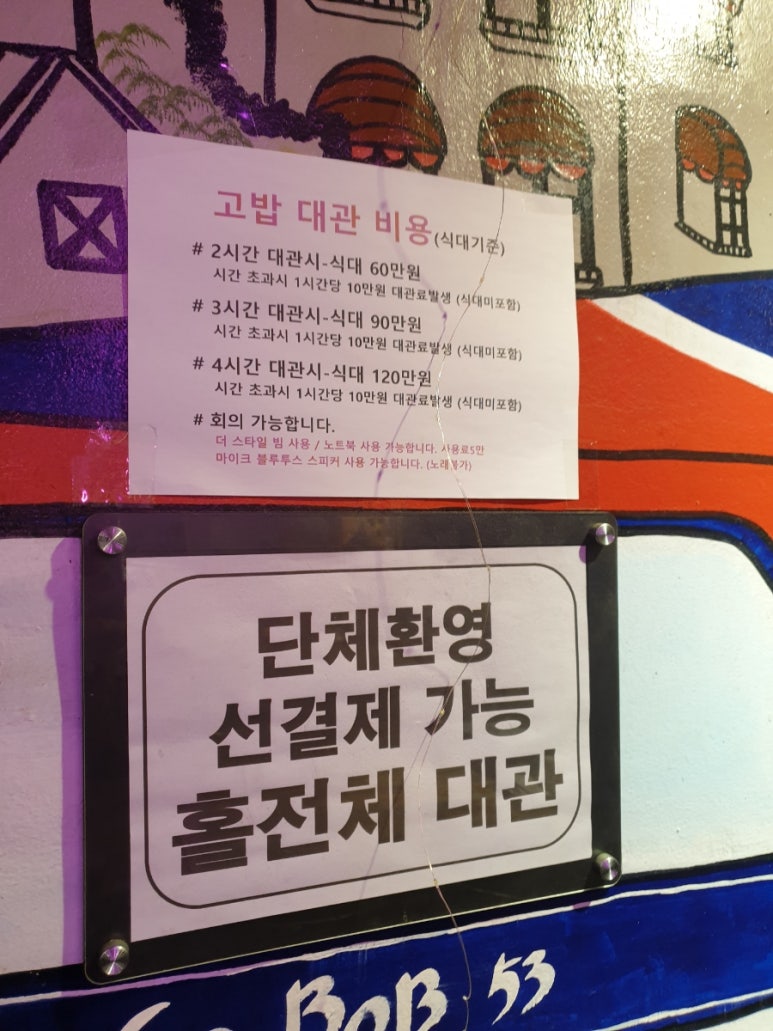 고밥 대관 비용(식대기준)
# 2시간 대관시-식대 60만원
시간 초과시 1시간당 10만원 대관료발생 (식대미포함)
# 3시간 대관시-식대 90만원
시간 초과시 1시간당 10만원 대관료발생 (식대미포함)
# 4시간 대관시-식대 120만원
시간 초과시 1시간당 10만원 대관료발생 (식대미포함)
# 회의 가능합니다.
더 스타일 빔 사용 / 노트북 사용 가능합니다. 사용료5만
마이크 블루투스 스피커 사용 가능합니다. (노래불가)
단체환영
선결제 가능
홀전체 대관
BOB 53